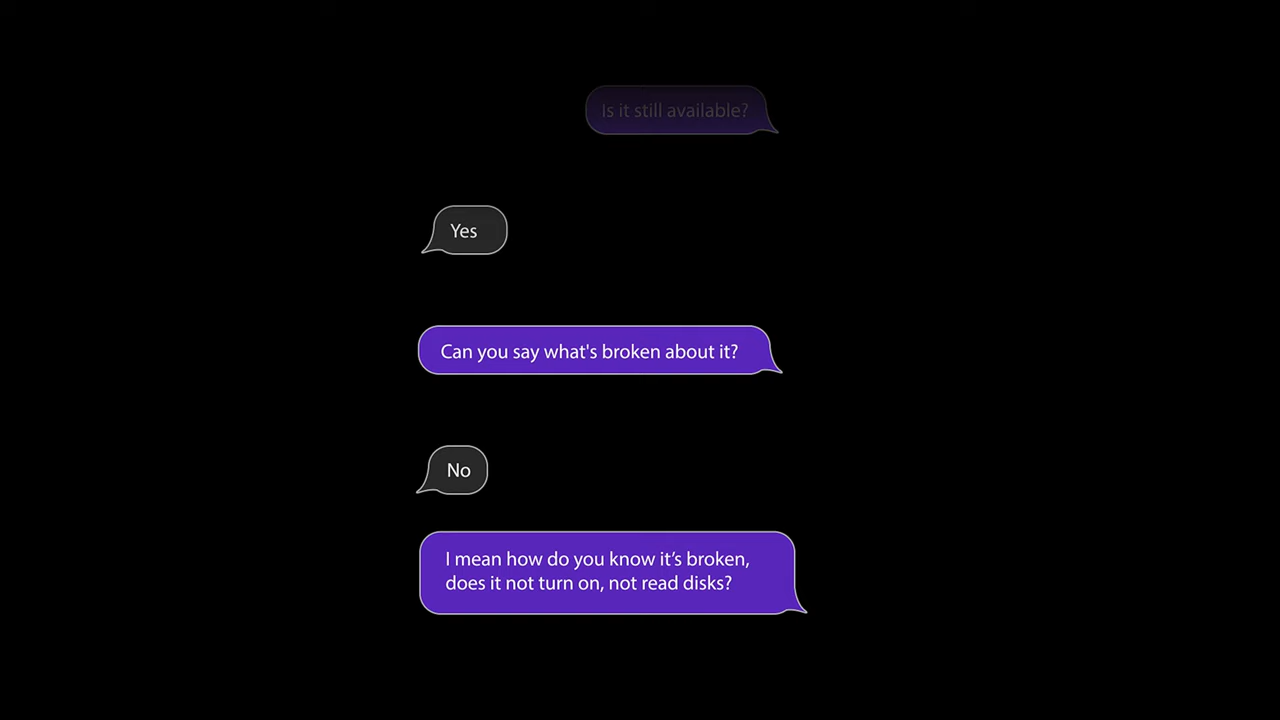 Is it still available?
Yes
Can you say what's broken about it?
No
I mean how do you know it’s broken,
does it not turn on, not read disks?